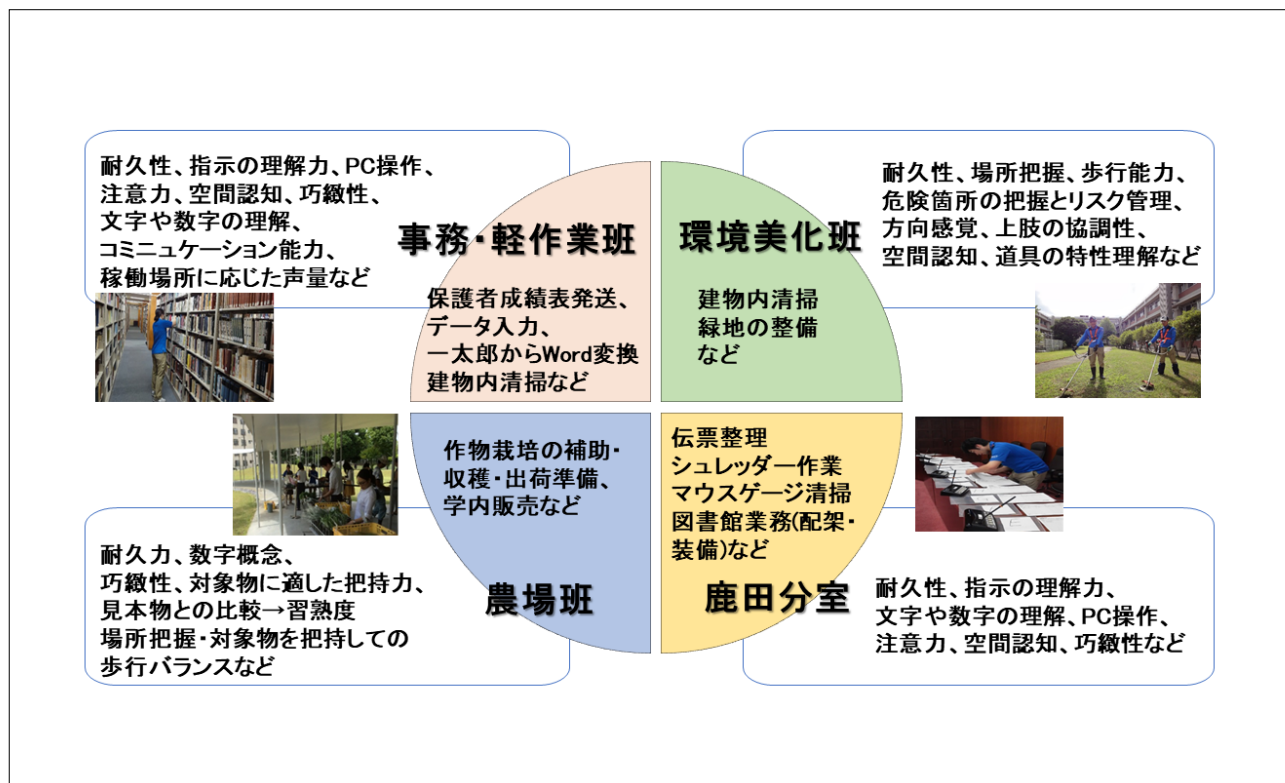 耐久性、指示の理解力、PC操作、
注意力、空間認知、巧緻性、
文字や数字の理解、
コミニュケーション能力、
稼働場所に応じた声量など
事務・軽作業班
保護者成績表発送、
データ入力、
一太郎からWord変換
建物内清掃など
耐久性、場所把握、歩行能力、
危険箇所の把握とリスク管理、
方向感覚、上肢の協調性、
空間認知、道具の特性理解など
環境美化班
建物内清掃
緑地の整備
など
作物栽培の補助・
収穫・出荷準備、
学内販売など
農場班
耐久力、数字概念、
巧緻性、対象物に適した把持力、
見本物との比較→習熟度
場所把握・対象物を把持しての
歩行バランスなど
伝票整理
シュレッダー作業
マウスゲージ清掃
図書館業務(配架・
装備)など
鹿田分室
耐久性、指示の理解力、
文字や数字の理解、PC操作、
注意力、空間認知、巧緻性など